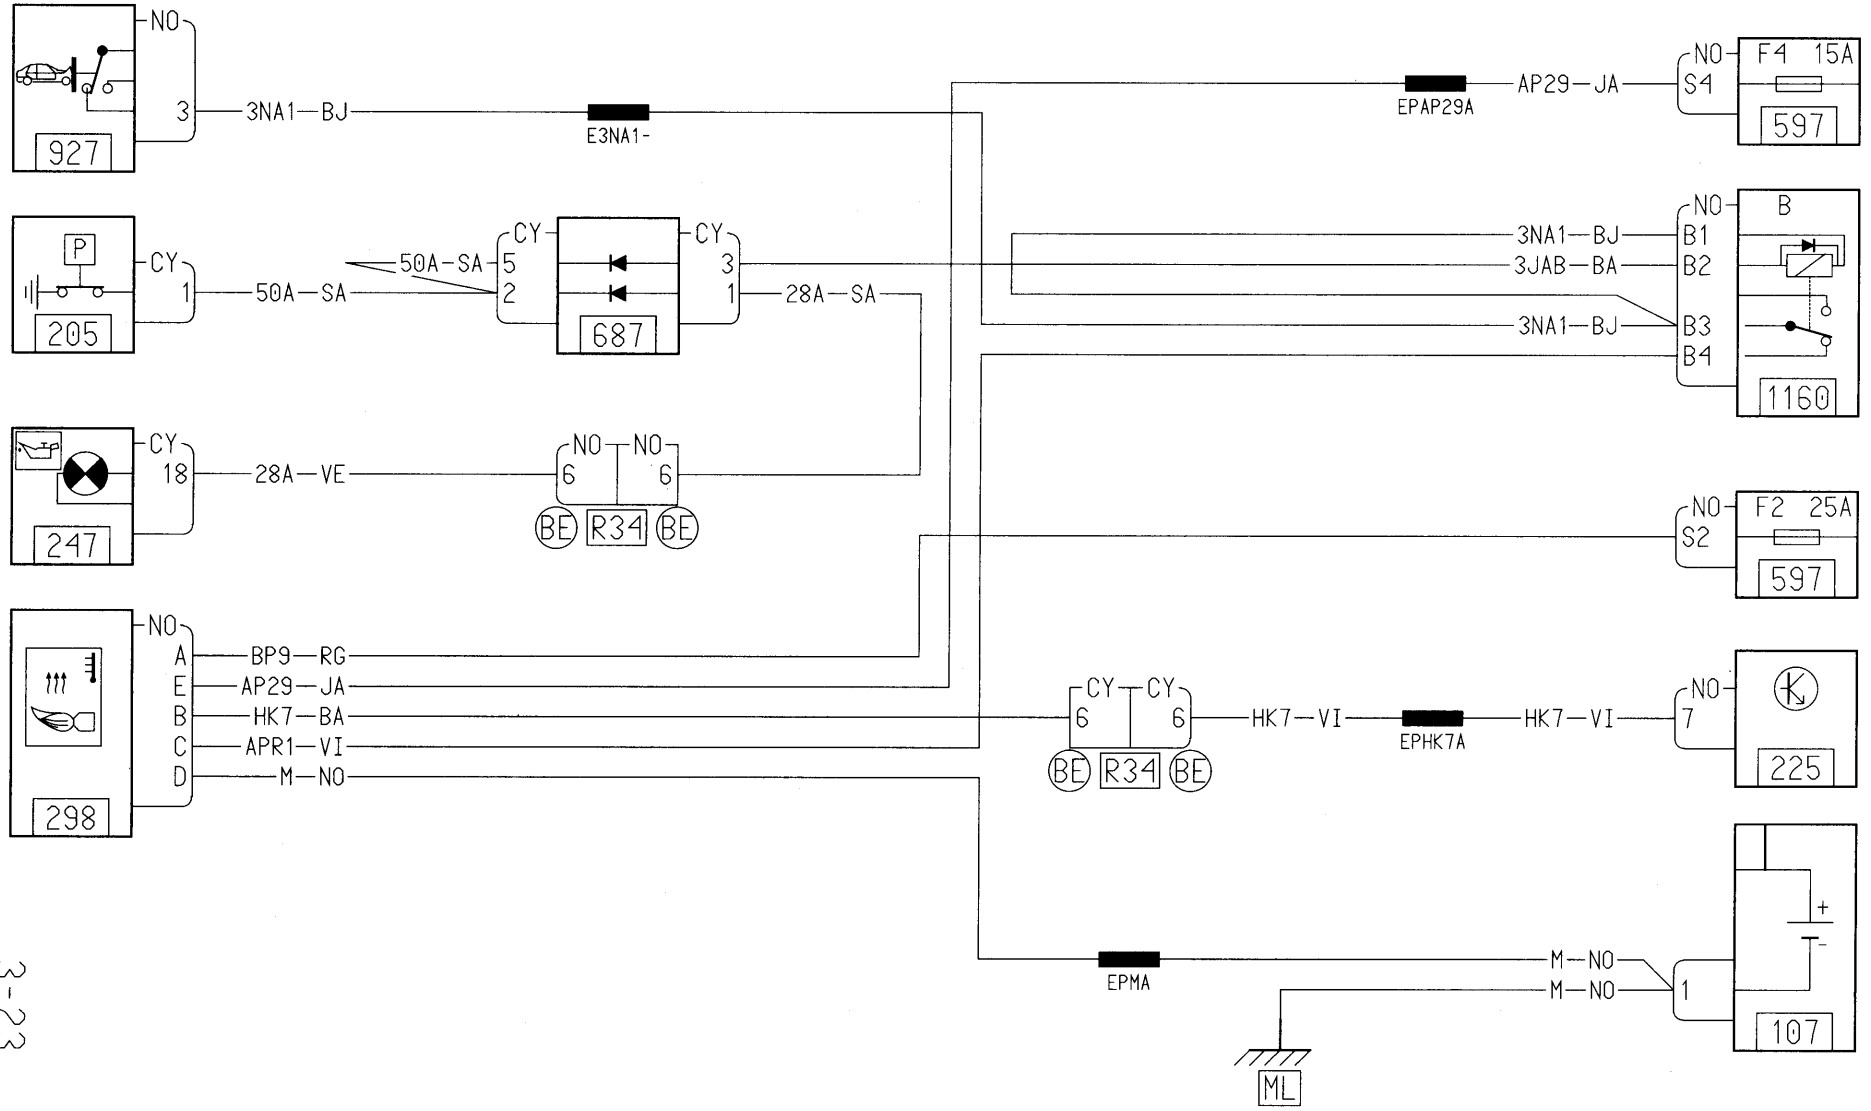 NO
3 3NA1-BJ
E3NA1-
927
AP29-JA
EPAP29A
NO F4 15A
S4
597
P
CY
1 50A-SA
205
50A-SA
CY
5
2
687
CY
3
1 28A-SA
NO B
3NA1-BJ B1
3JAB-BA B2
3NA1-BJ B3
B4
1160
CY
18 28A-VE
247
NO NO
6 6
BE R34 BE
NO F2 25A
S2
597
NO
A BP9-RG
E AP29-JA
B HK7-BA
C APR1-VI
D M-NO
298
CY CY
6 6 HK7-VI HK7-VI
EPHK7A
BE R34 BE
NO
7
225
EPMA
M-NO
M-NO 1
+
-
107
ML
3-23